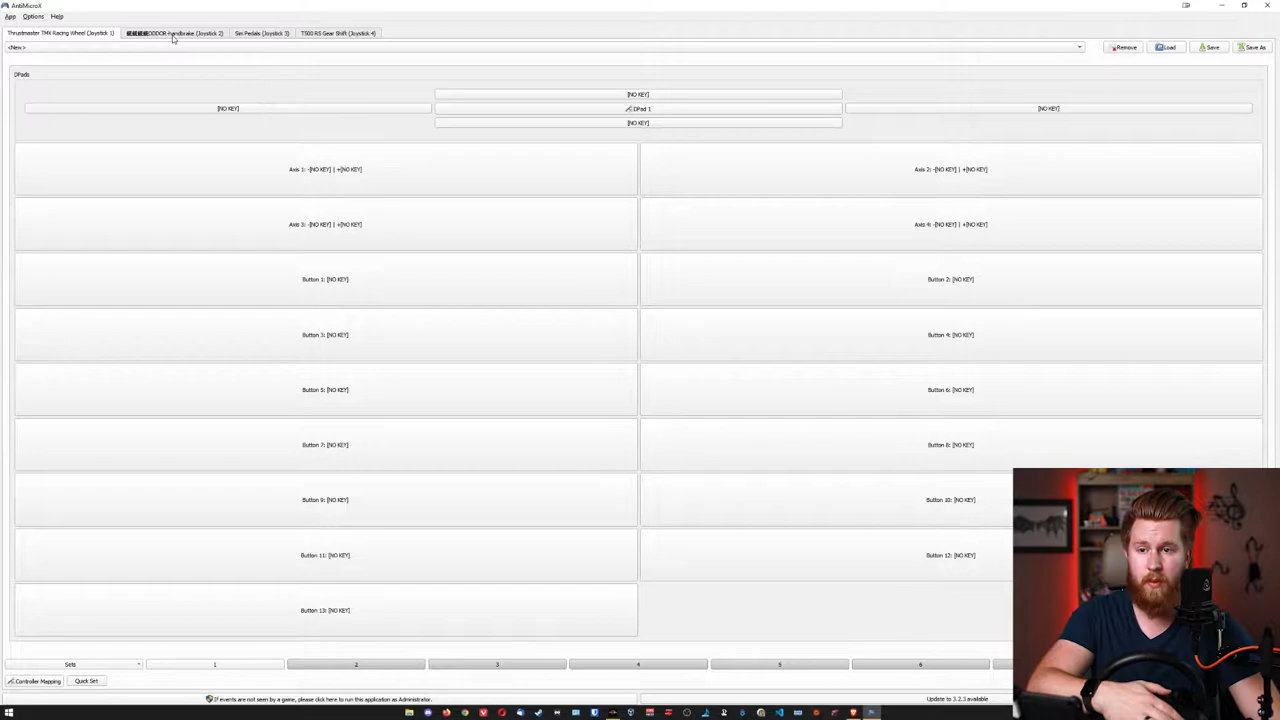 AntiMicroX
App Options Help
Thrustmaster TMX Racing Wheel (Joystick 1) DDDOR-handbrake (Joystick 2) Sim Pedals (Joystick 3) T500 RS Gear Shift (Joystick 4)
<New> Remove Load Save Save As
DPads
[NO KEY]
[NO KEY] DPad 1 [NO KEY]
[NO KEY]
Axis 1: -[NO KEY] | +[NO KEY] Axis 2: -[NO KEY] | +[NO KEY]
Axis 3: -[NO KEY] | +[NO KEY] Axis 4: -[NO KEY] | +[NO KEY]
Button 1: [NO KEY] Button 2: [NO KEY]
Button 3: [NO KEY] Button 4: [NO KEY]
Button 5: [NO KEY] Button 6: [NO KEY]
Button 7: [NO KEY] Button 8: [NO KEY]
Button 9: [NO KEY] Button 10: [NO KEY]
Button 11: [NO KEY] Button 12: [NO KEY]
Button 13: [NO KEY]
Sets 1 2 3 4 5 6
Controller Mapping Quick Set
If events are not seen by a game, please click here to run this application as Administrator. Update to 3.2.3 available